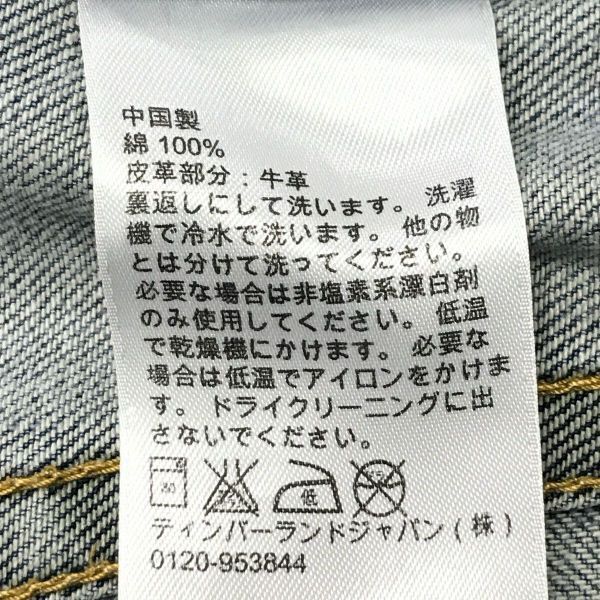 中国製
綿 100%
皮革部分：牛革
裏返しにして洗います。洗濯
機で冷水で洗います。他の物
とは分けて洗ってください。
必要な場合は非塩素系漂白剤
のみ使用してください。低温
で乾燥機にかけます。必要な
場合は低温でアイロンをかけま
す。ドライクリーニングに出
さないでください。
低
ティンバーランドジャパン(株)
0120-953844